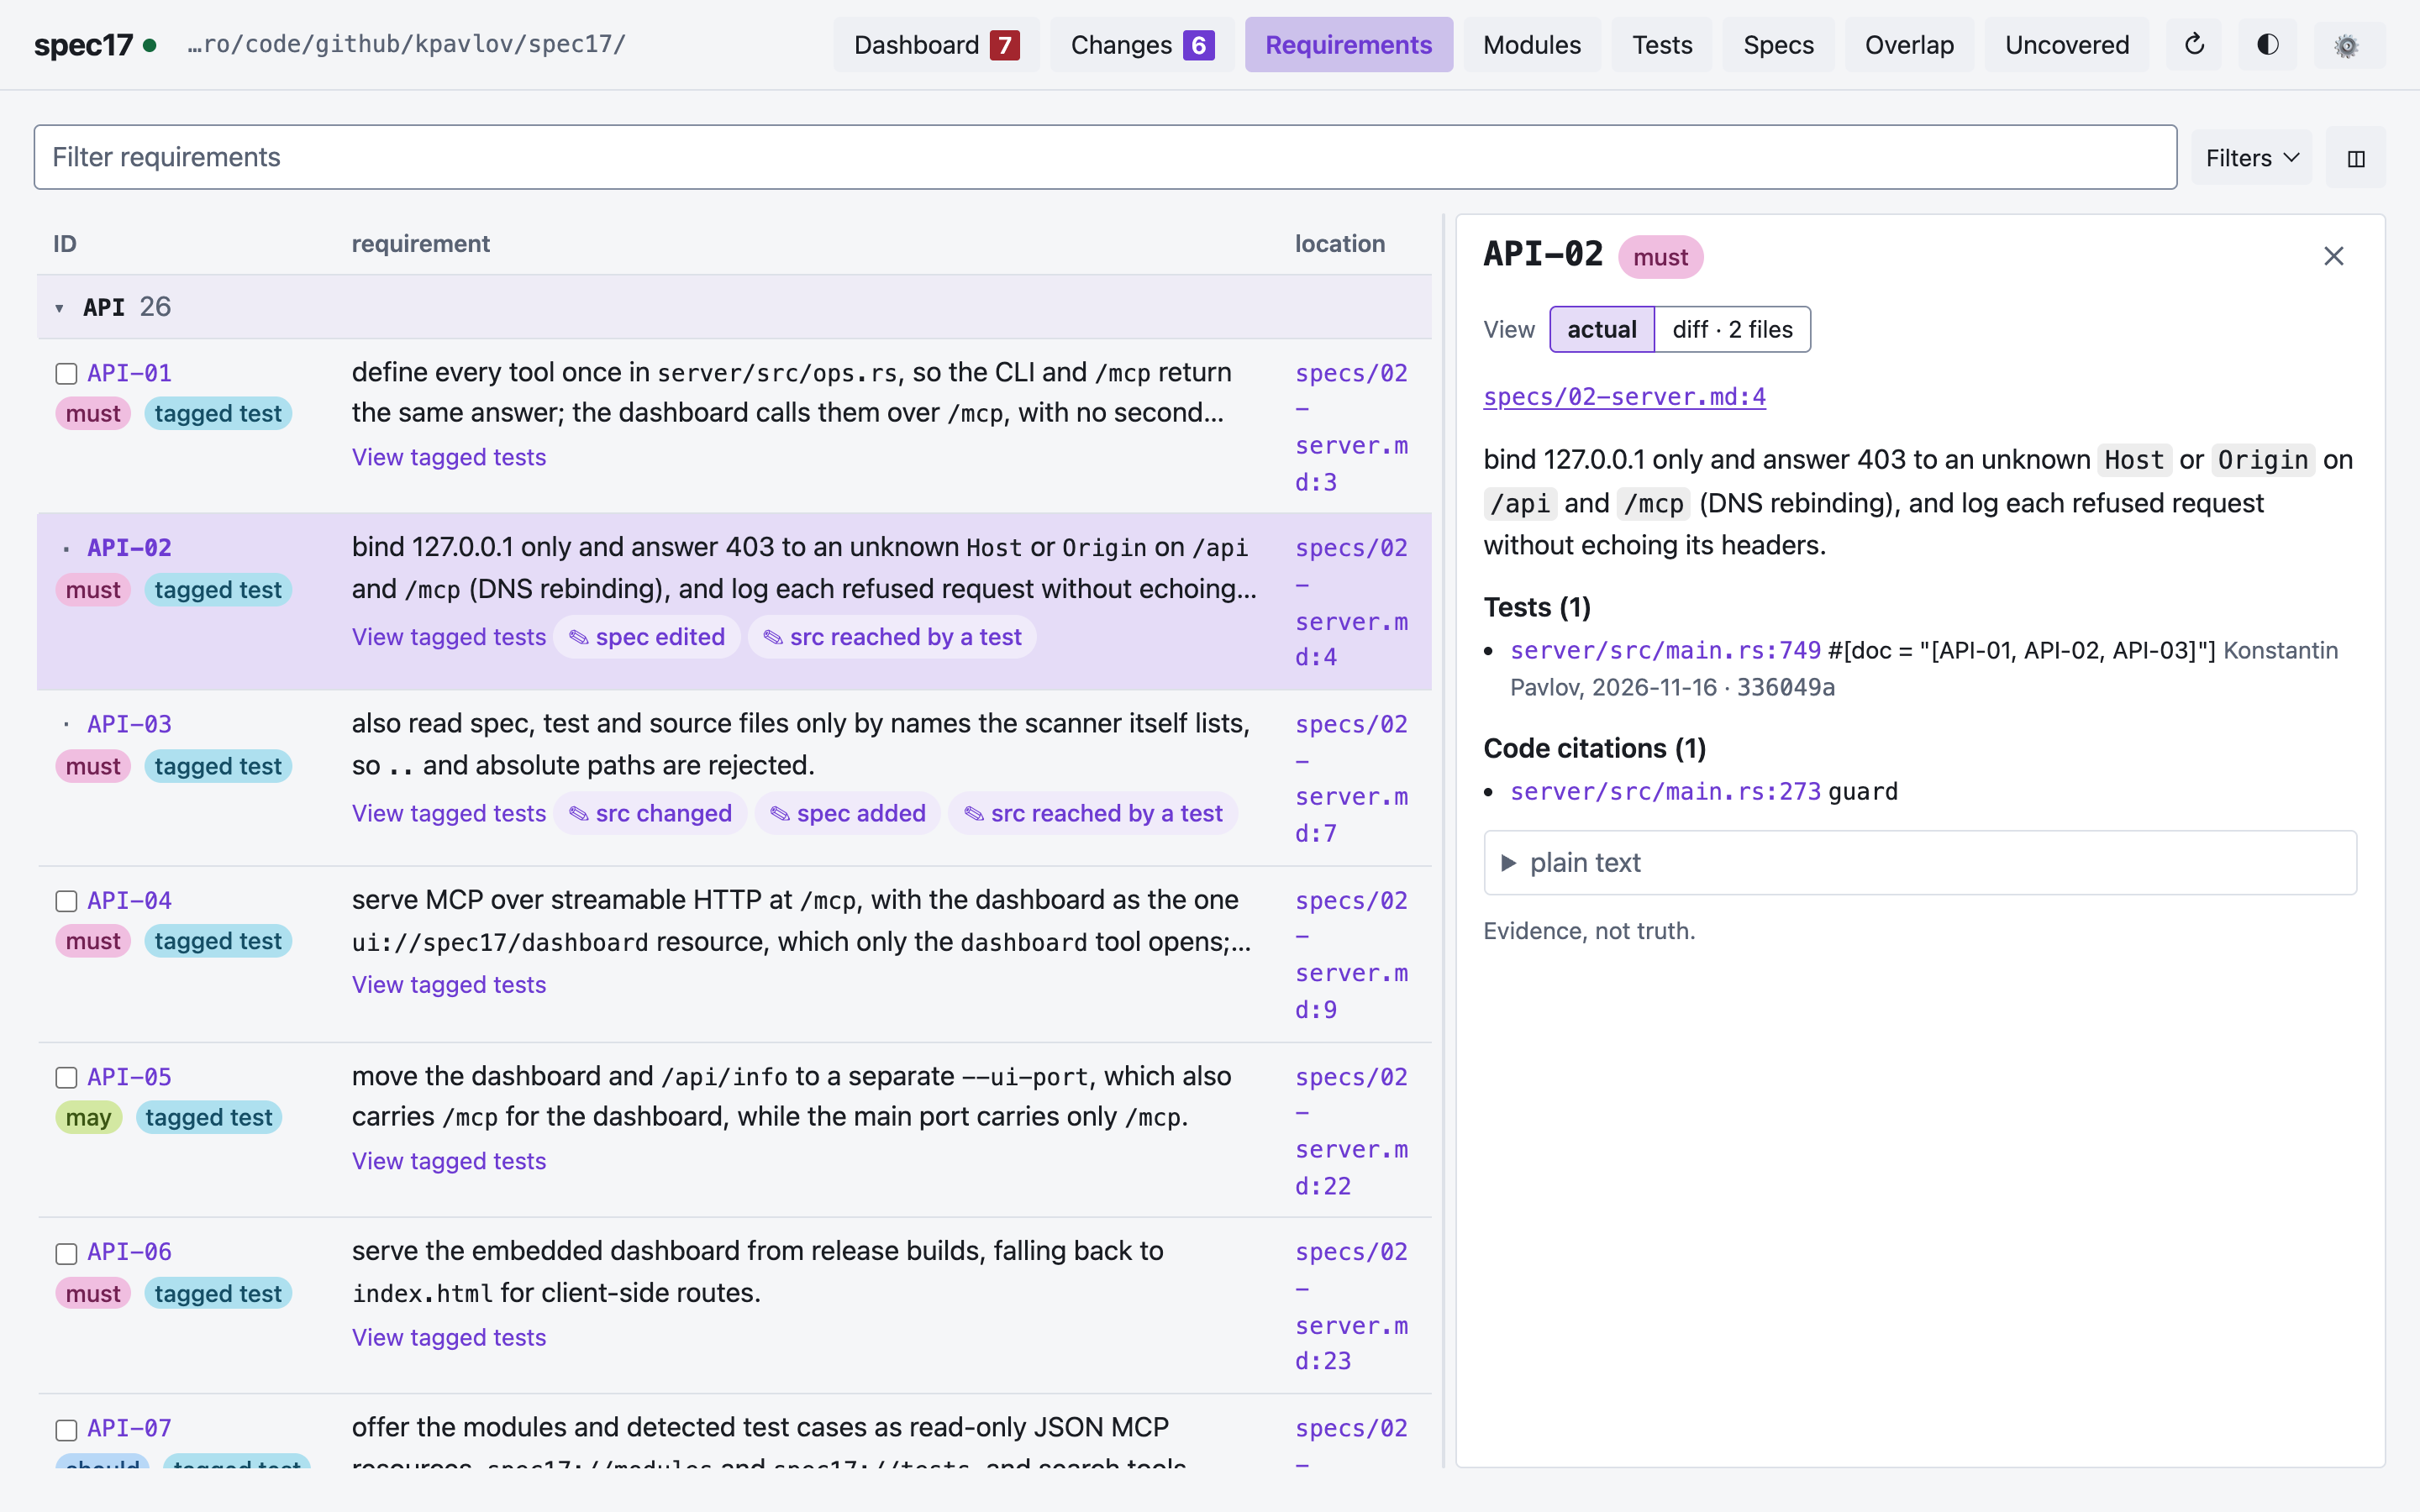 spec17 …ro/code/github/kpavlov/spec17/ Dashboard 7 Changes 6 Requirements Modules Tests Specs Overlap Uncovered
Filter requirements
Filters
ID requirement location
API 26
API-01
must tagged test
define every tool once in server/src/ops.rs, so the CLI and /mcp return
the same answer; the dashboard calls them over /mcp, with no second…
View tagged tests
specs/02
-
server.m
d:3
API-02
must tagged test
bind 127.0.0.1 only and answer 403 to an unknown Host or Origin on /api
and /mcp (DNS rebinding), and log each refused request without echoing…
View tagged tests ✎ spec edited ✎ src reached by a test
specs/02
-
server.m
d:4
API-03
must tagged test
also read spec, test and source files only by names the scanner itself lists,
so .. and absolute paths are rejected.
View tagged tests ✎ src changed ✎ spec added ✎ src reached by a test
specs/02
-
server.m
d:7
API-04
must tagged test
serve MCP over streamable HTTP at /mcp, with the dashboard as the one
ui://spec17/dashboard resource, which only the dashboard tool opens;…
View tagged tests
specs/02
-
server.m
d:9
API-05
may tagged test
move the dashboard and /api/info to a separate --ui-port, which also
carries /mcp for the dashboard, while the main port carries only /mcp.
View tagged tests
specs/02
-
server.m
d:22
API-06
must tagged test
serve the embedded dashboard from release builds, falling back to
index.html for client-side routes.
View tagged tests
specs/02
-
server.m
d:23
API-07
should tagged test
offer the modules and detected test cases as read-only JSON MCP
resources, spec17://modules and spec17://tests, and search tools
specs/02
-
API-02 must
View actual diff · 2 files
specs/02-server.md:4
bind 127.0.0.1 only and answer 403 to an unknown Host or Origin on
/api and /mcp (DNS rebinding), and log each refused request
without echoing its headers.
Tests (1)
• server/src/main.rs:749 #[doc = "[API-01, API-02, API-03]"] Konstantin
Pavlov, 2026-11-16 · 336049a
Code citations (1)
• server/src/main.rs:273 guard
plain text
Evidence, not truth.